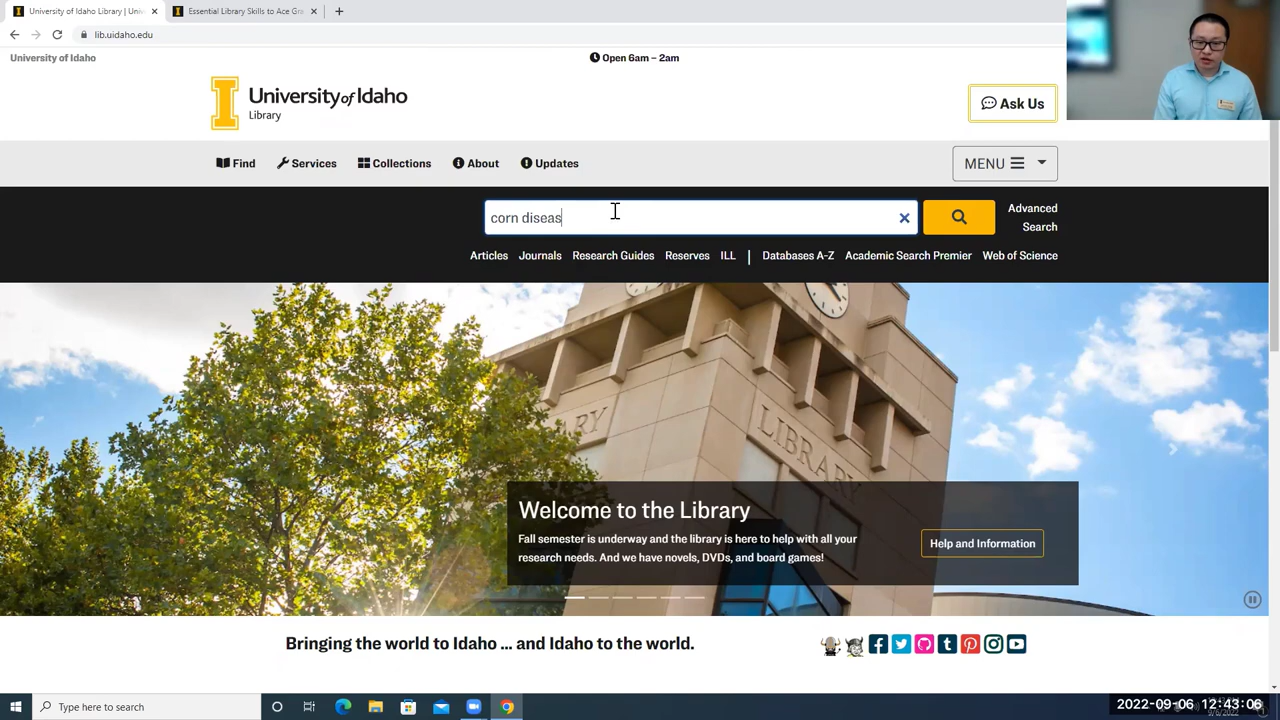 University of Idaho Library | Univ
Essential Library Skills to Ace Gra
lib.uidaho.edu
University of Idaho
Open 6am – 2am
University of Idaho
Library
Ask Us
Find
Services
Collections
About
Updates
MENU
corn diseas
Advanced
Search
Articles
Journals
Research Guides
Reserves
ILL
Databases A-Z
Academic Search Premier
Web of Science
LIBRARY
Welcome to the Library
Fall semester is underway and the library is here to help with all your
research needs. And we have novels, DVDs, and board games!
Help and Information
Bringing the world to Idaho ... and Idaho to the world.
Type here to search
2022-09-06 12:43:06